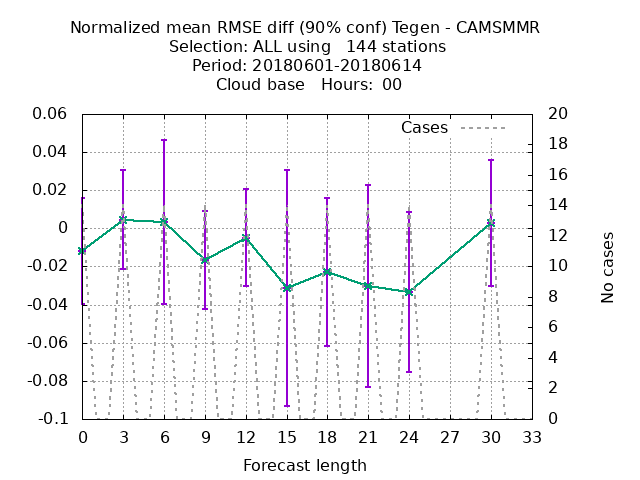 Normalized mean RMSE diff (90% conf) Tegen - CAMSMMR
Selection: ALL using   144 stations
Period: 20180601-20180614
Cloud base   Hours:  00
Cases
0.06
0.04
0.02
0
-0.02
-0.04
-0.06
-0.08
-0.1
20
18
16
14
12
10
8
6
4
2
0
No cases
0 3 6 9 12 15 18 21 24 27 30 33
Forecast length